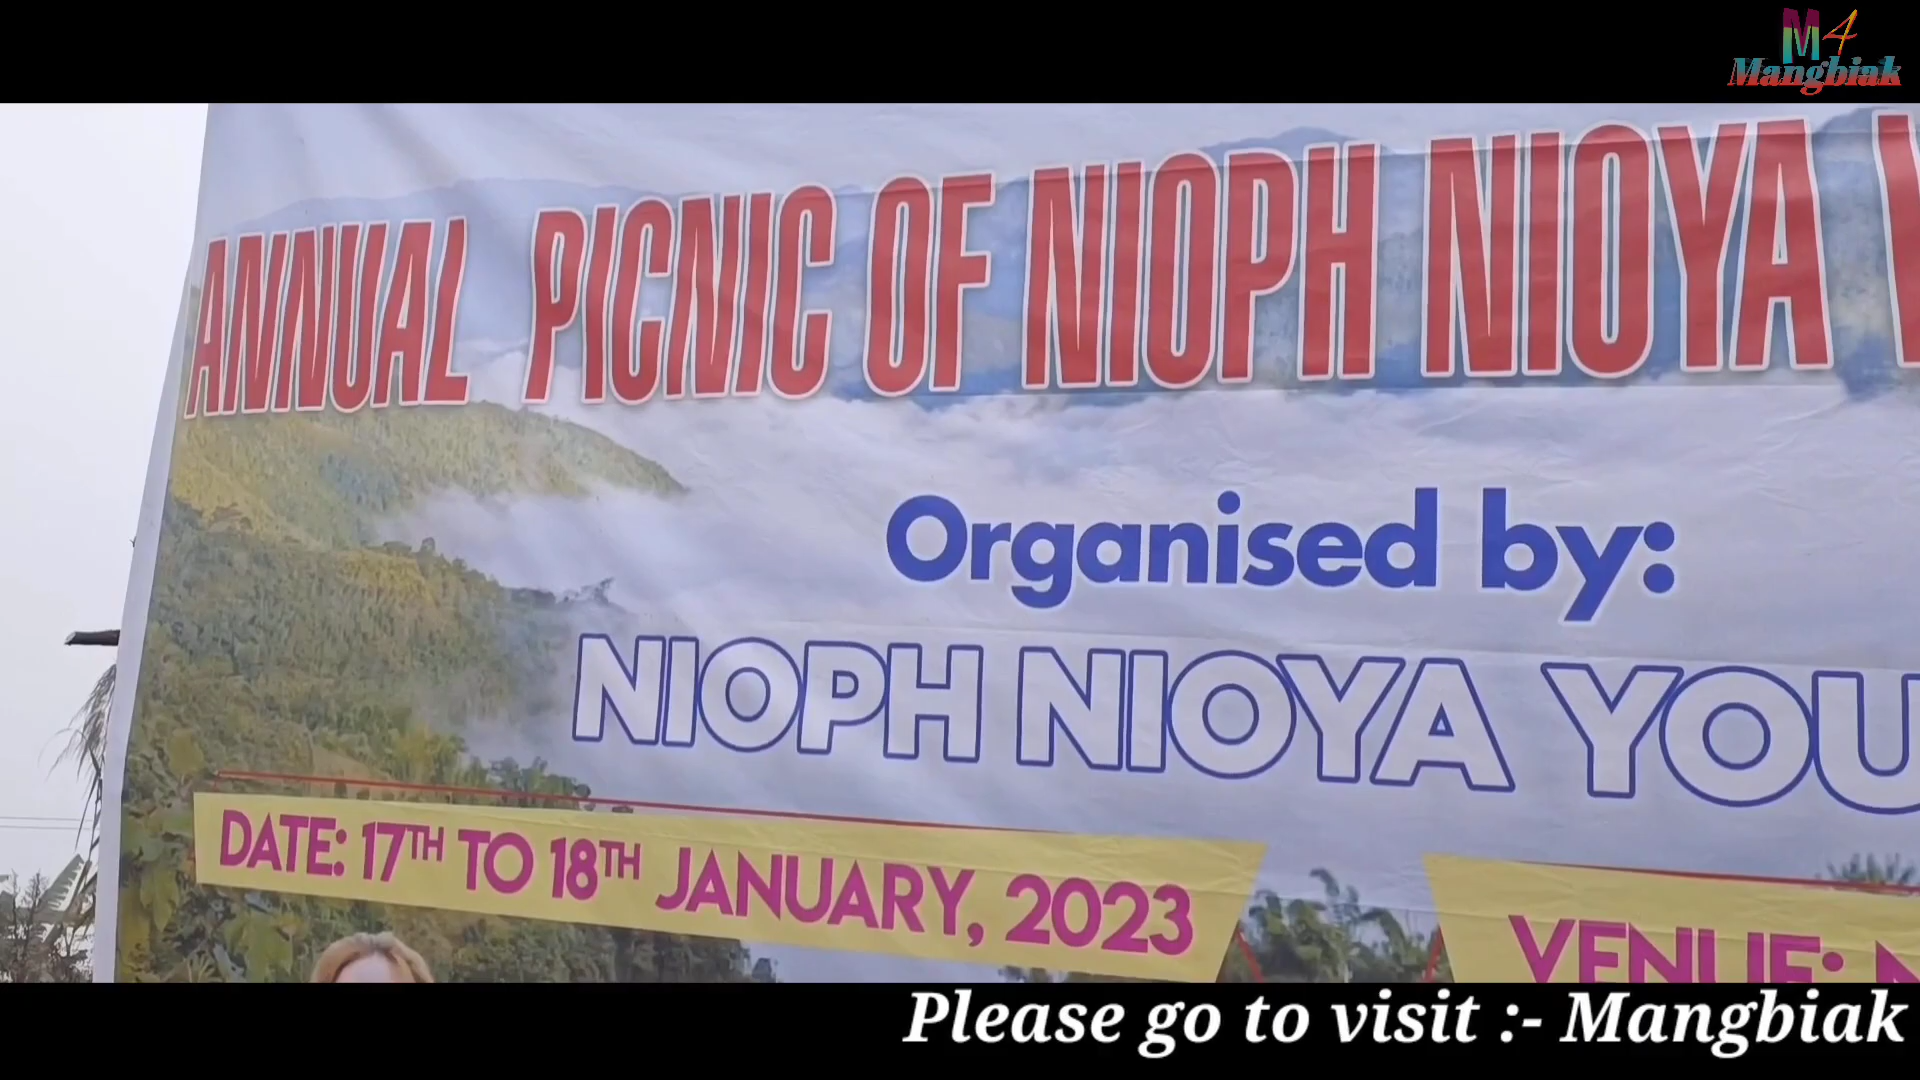 M4
Mangbiak
ANNUAL PICNIC OF NIOPH NIOYA
Organised by:
NIOPH NIOYA YOU
DATE: 17TH TO 18TH JANUARY, 2023
VENUE:
Please go to visit :- Mangbiak